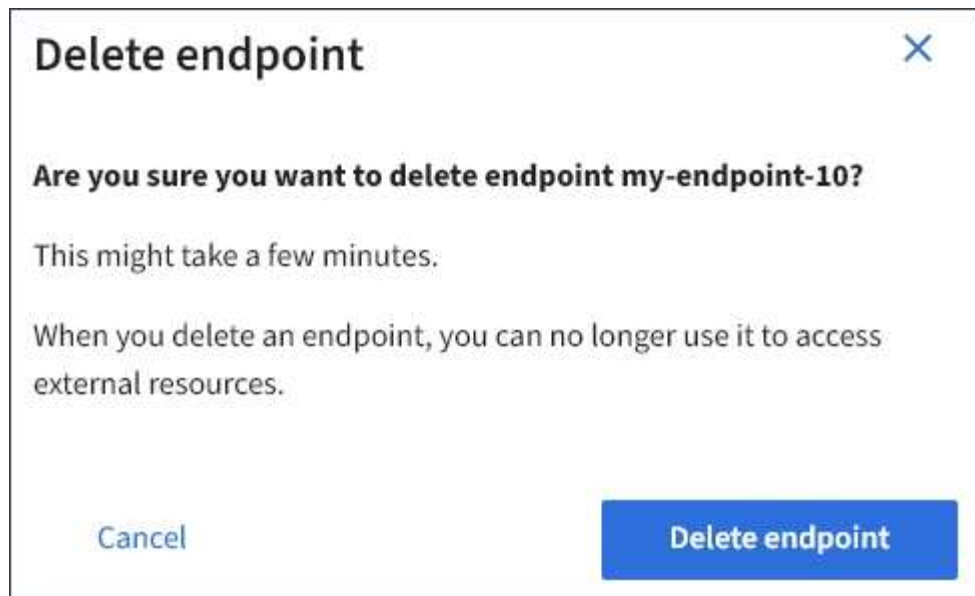 Delete endpoint
Are you sure you want to delete endpoint my-endpoint-10?
This might take a few minutes.
When you delete an endpoint, you can no longer use it to access
external resources.
Cancel
Delete endpoint